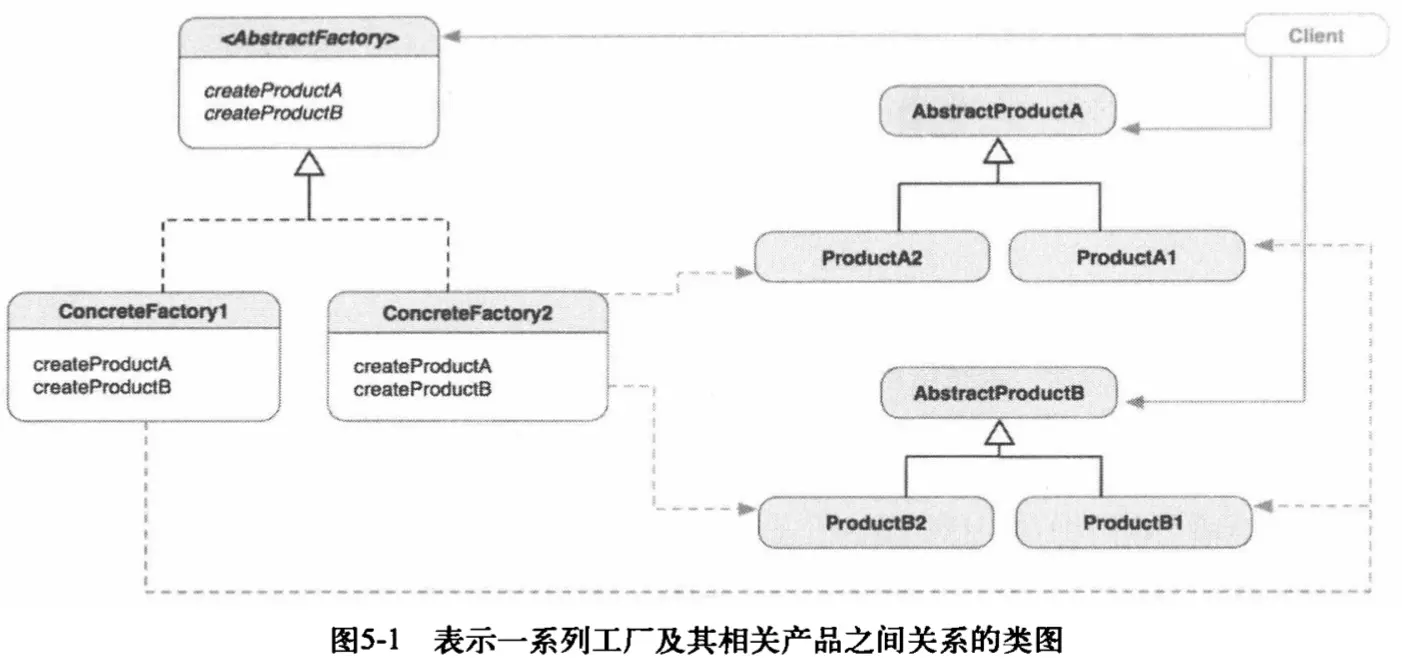 <AbstractFactory>
createProductA
createProductB
Client
AbstractProductA
ProductA2
ProductA1
ConcreteFactory1
createProductA
createProductB
ConcreteFactory2
createProductA
createProductB
AbstractProductB
ProductB2
ProductB1
图5-1 表示一系列工厂及其相关产品之间关系的类图